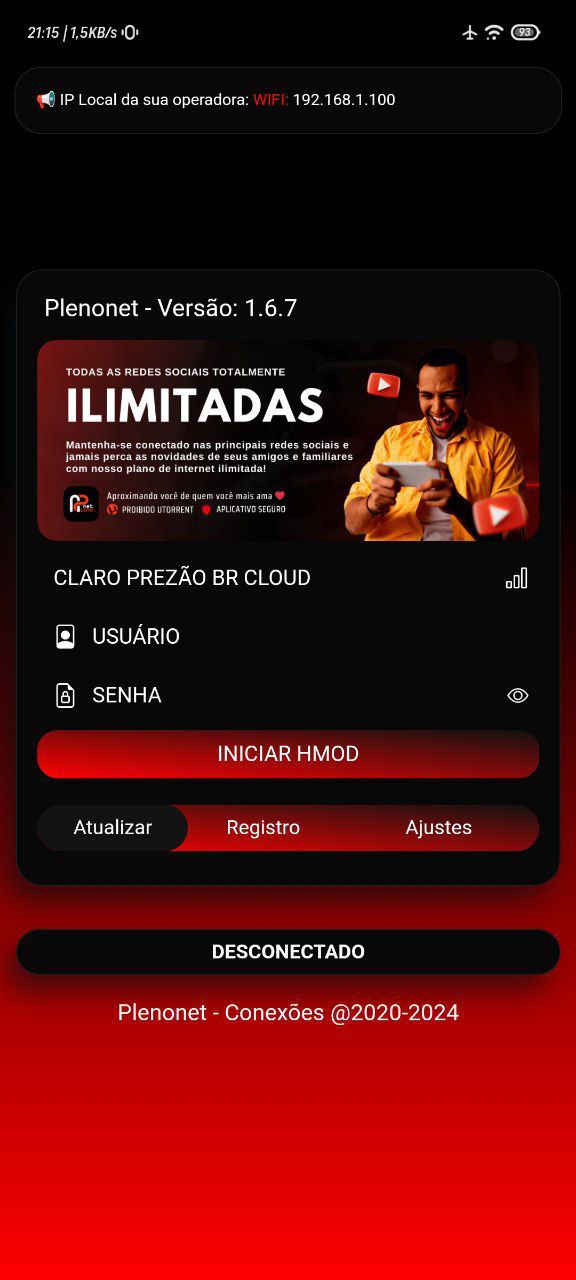 21:15 | 1,5KB/s
93
IP Local da sua operadora: WIFI: 192.168.1.100
Plenonet - Versão: 1.6.7
TODAS AS REDES SOCIAIS TOTALMENTE
ILIMITADAS
Mantenha-se conectado nas principais redes sociais e
jamais perca as novidades de seus amigos e familiares
com nosso plano de internet ilimitada!
Aproximando você de quem você mais ama
PROIBIDO UTORRENT APLICATIVO SEGURO
CLARO PREZÃO BR CLOUD
USUÁRIO
SENHA
INICIAR HMOD
Atualizar Registro Ajustes
DESCONECTADO
Plenonet - Conexões @2020-2024